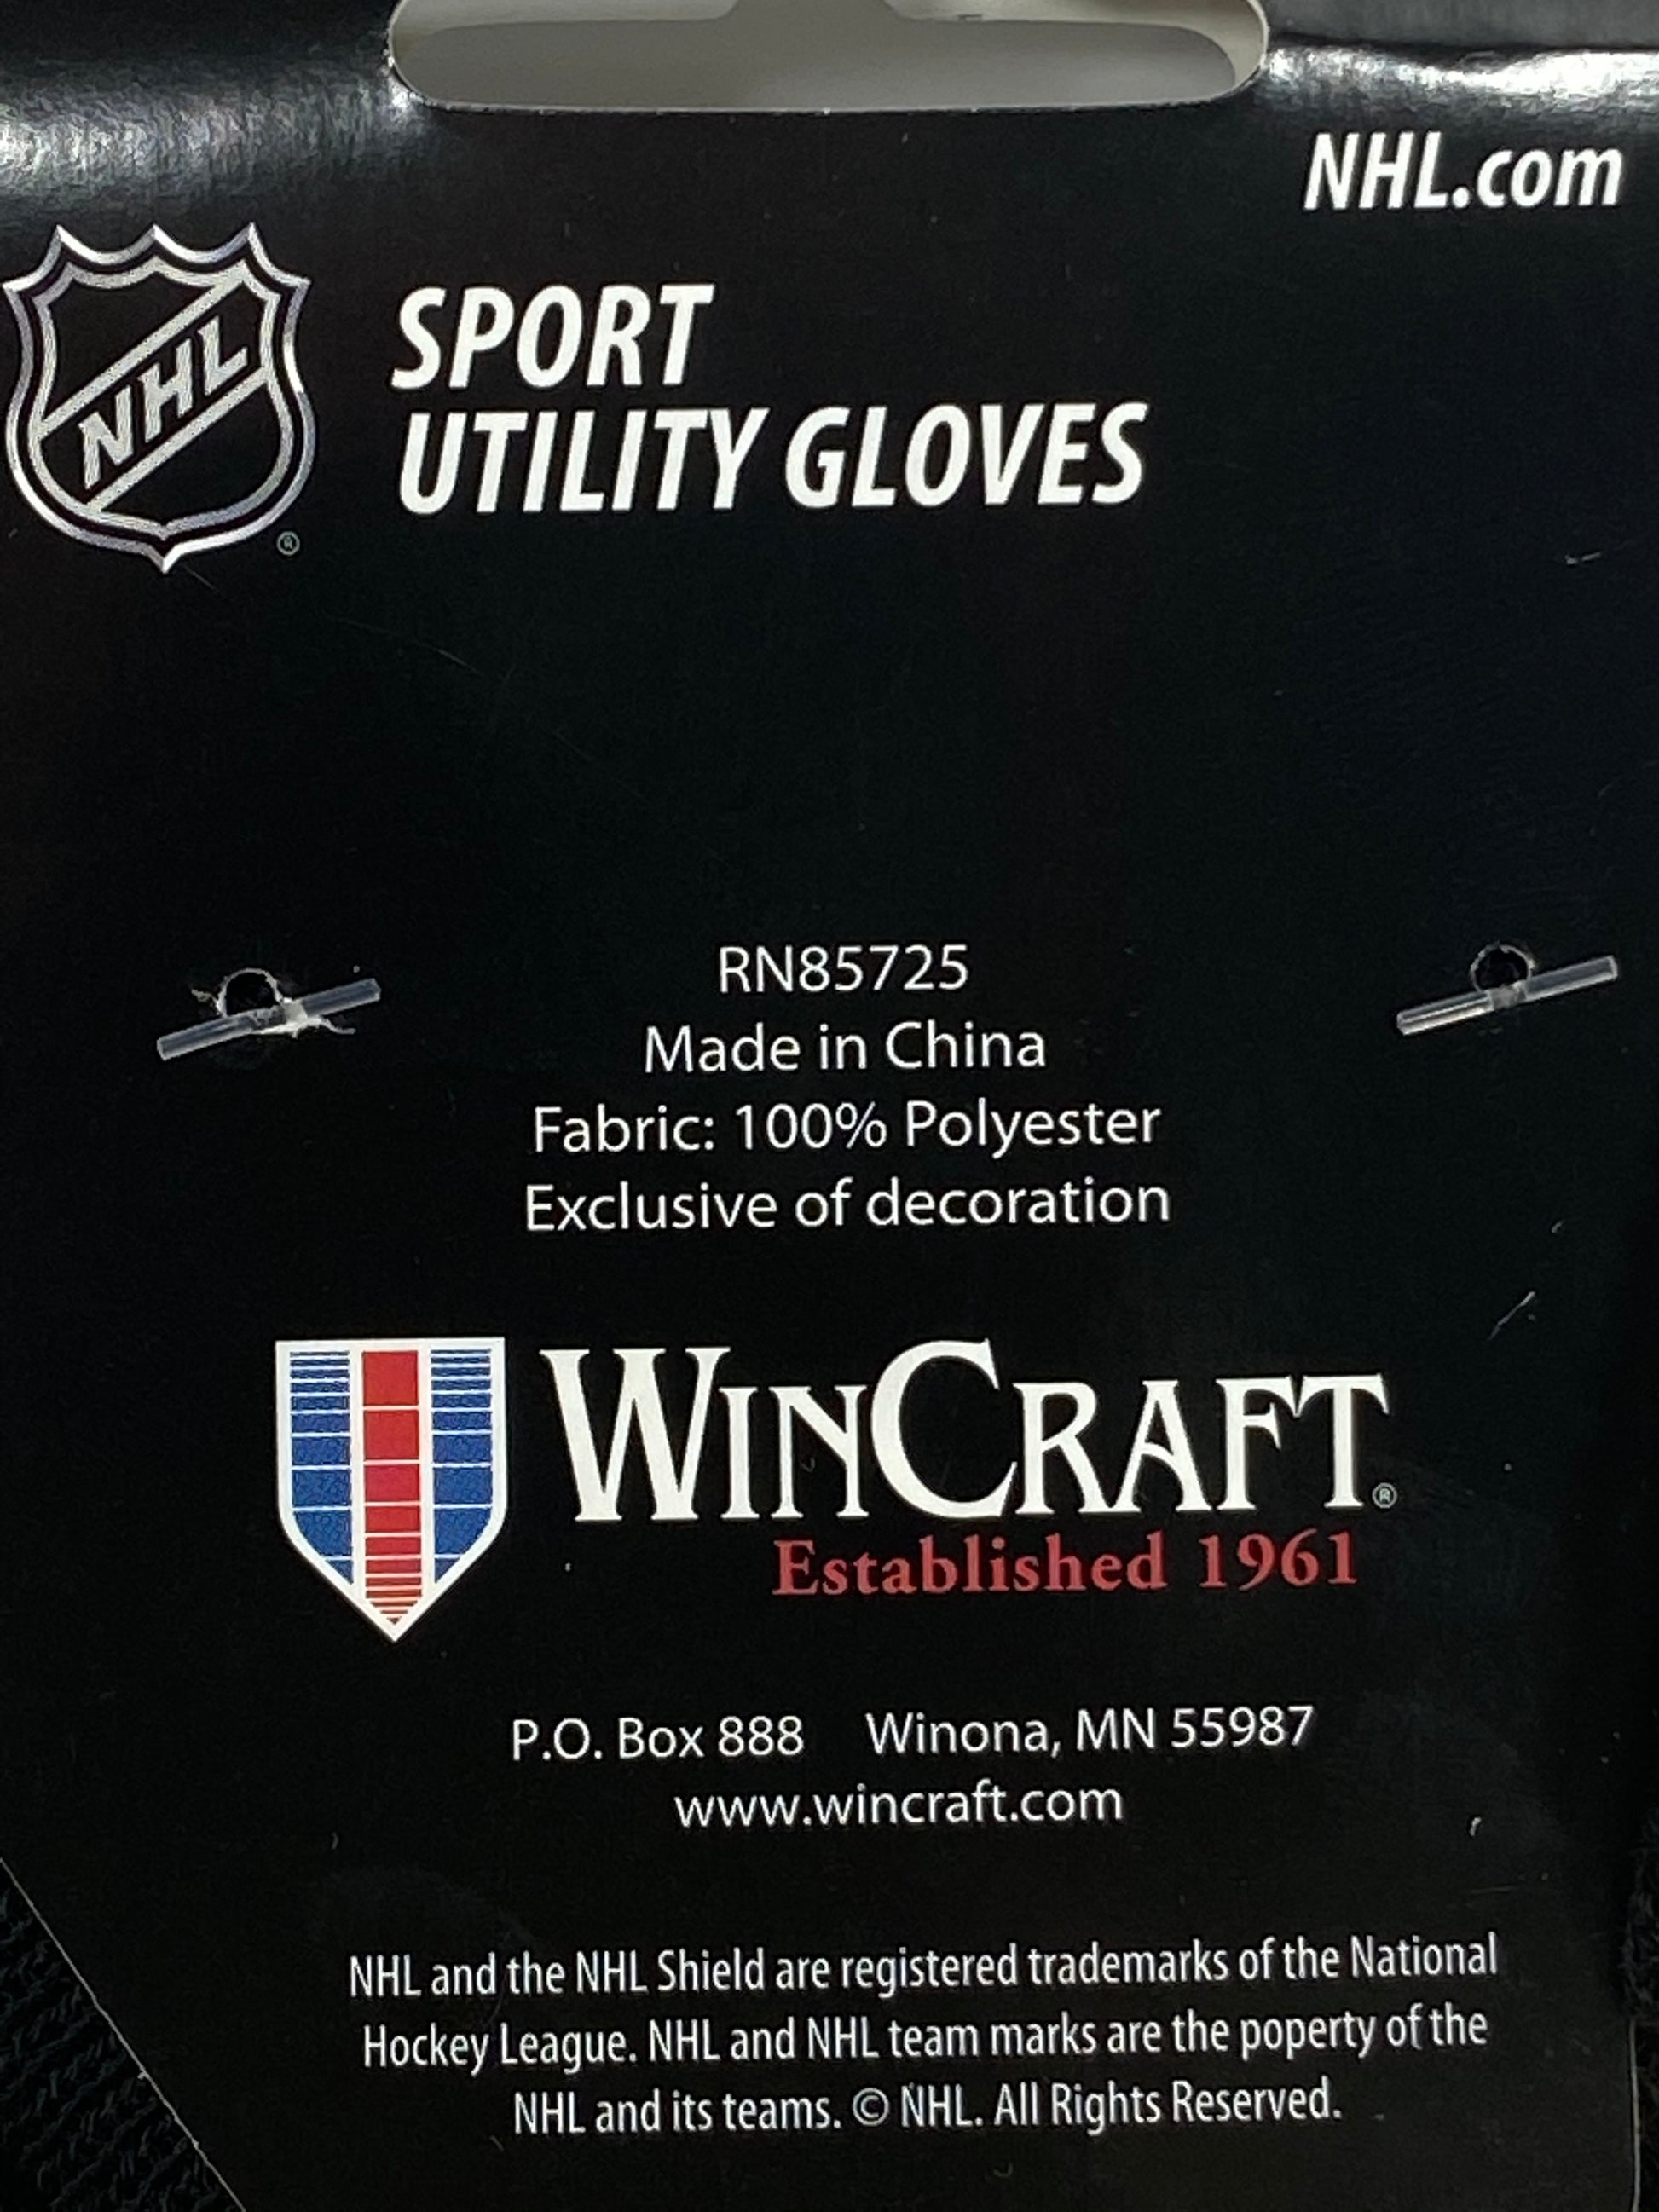 NHL.com
NHL
®
SPORT
UTILITY GLOVES
RN85725
Made in China
Fabric: 100% Polyester
Exclusive of decoration
WINCRAFT®
Established 1961
P.O. Box 888 Winona, MN 55987
www.wincraft.com
NHL and the NHL Shield are registered trademarks of the National
Hockey League. NHL and NHL team marks are the poperty of the
NHL and its teams. © NHL. All Rights Reserved.